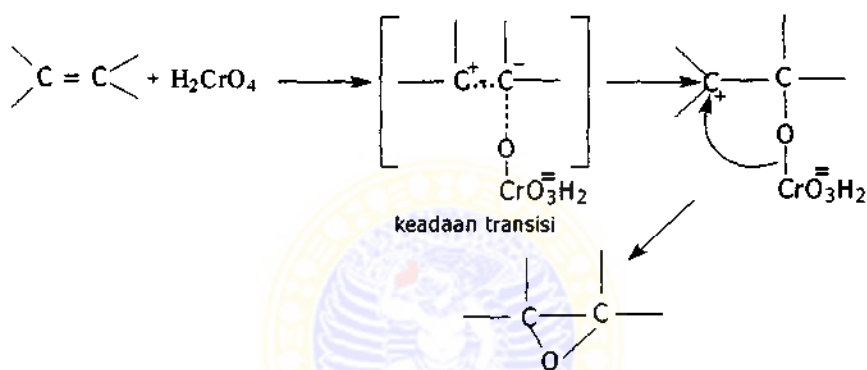 C = C + H₂CrO₄
C⁺ C⁻
O
CrO₃H₂ =
keadaan transisi
C + C
O
CrO₃H₂ =
C C
O